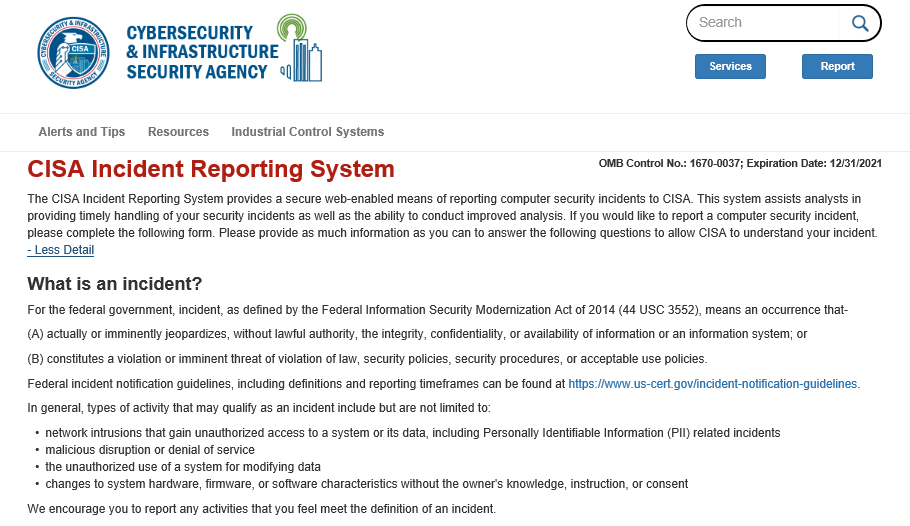 CYBERSECURITY & INFRASTRUCTURE
SECURITY AGENCY
CISA
CYBERSECURITY
& INFRASTRUCTURE
SECURITY AGENCY
Search
Services
Report
Alerts and Tips
Resources
Industrial Control Systems
CISA Incident Reporting System
OMB Control No.: 1670-0037; Expiration Date: 12/31/2021
The CISA Incident Reporting System provides a secure web-enabled means of reporting computer security incidents to CISA. This system assists analysts in
providing timely handling of your security incidents as well as the ability to conduct improved analysis. If you would like to report a computer security incident,
please complete the following form. Please provide as much information as you can to answer the following questions to allow CISA to understand your incident.
- Less Detail
What is an incident?
For the federal government, incident, as defined by the Federal Information Security Modernization Act of 2014 (44 USC 3552), means an occurrence that-
(A) actually or imminently jeopardizes, without lawful authority, the integrity, confidentiality, or availability of information or an information system; or
(B) constitutes a violation or imminent threat of violation of law, security policies, security procedures, or acceptable use policies.
Federal incident notification guidelines, including definitions and reporting timeframes can be found at https://www.us-cert.gov/incident-notification-guidelines.
In general, types of activity that may qualify as an incident include but are not limited to:
• network intrusions that gain unauthorized access to a system or its data, including Personally Identifiable Information (PII) related incidents
• malicious disruption or denial of service
• the unauthorized use of a system for modifying data
• changes to system hardware, firmware, or software characteristics without the owner's knowledge, instruction, or consent
We encourage you to report any activities that you feel meet the definition of an incident.